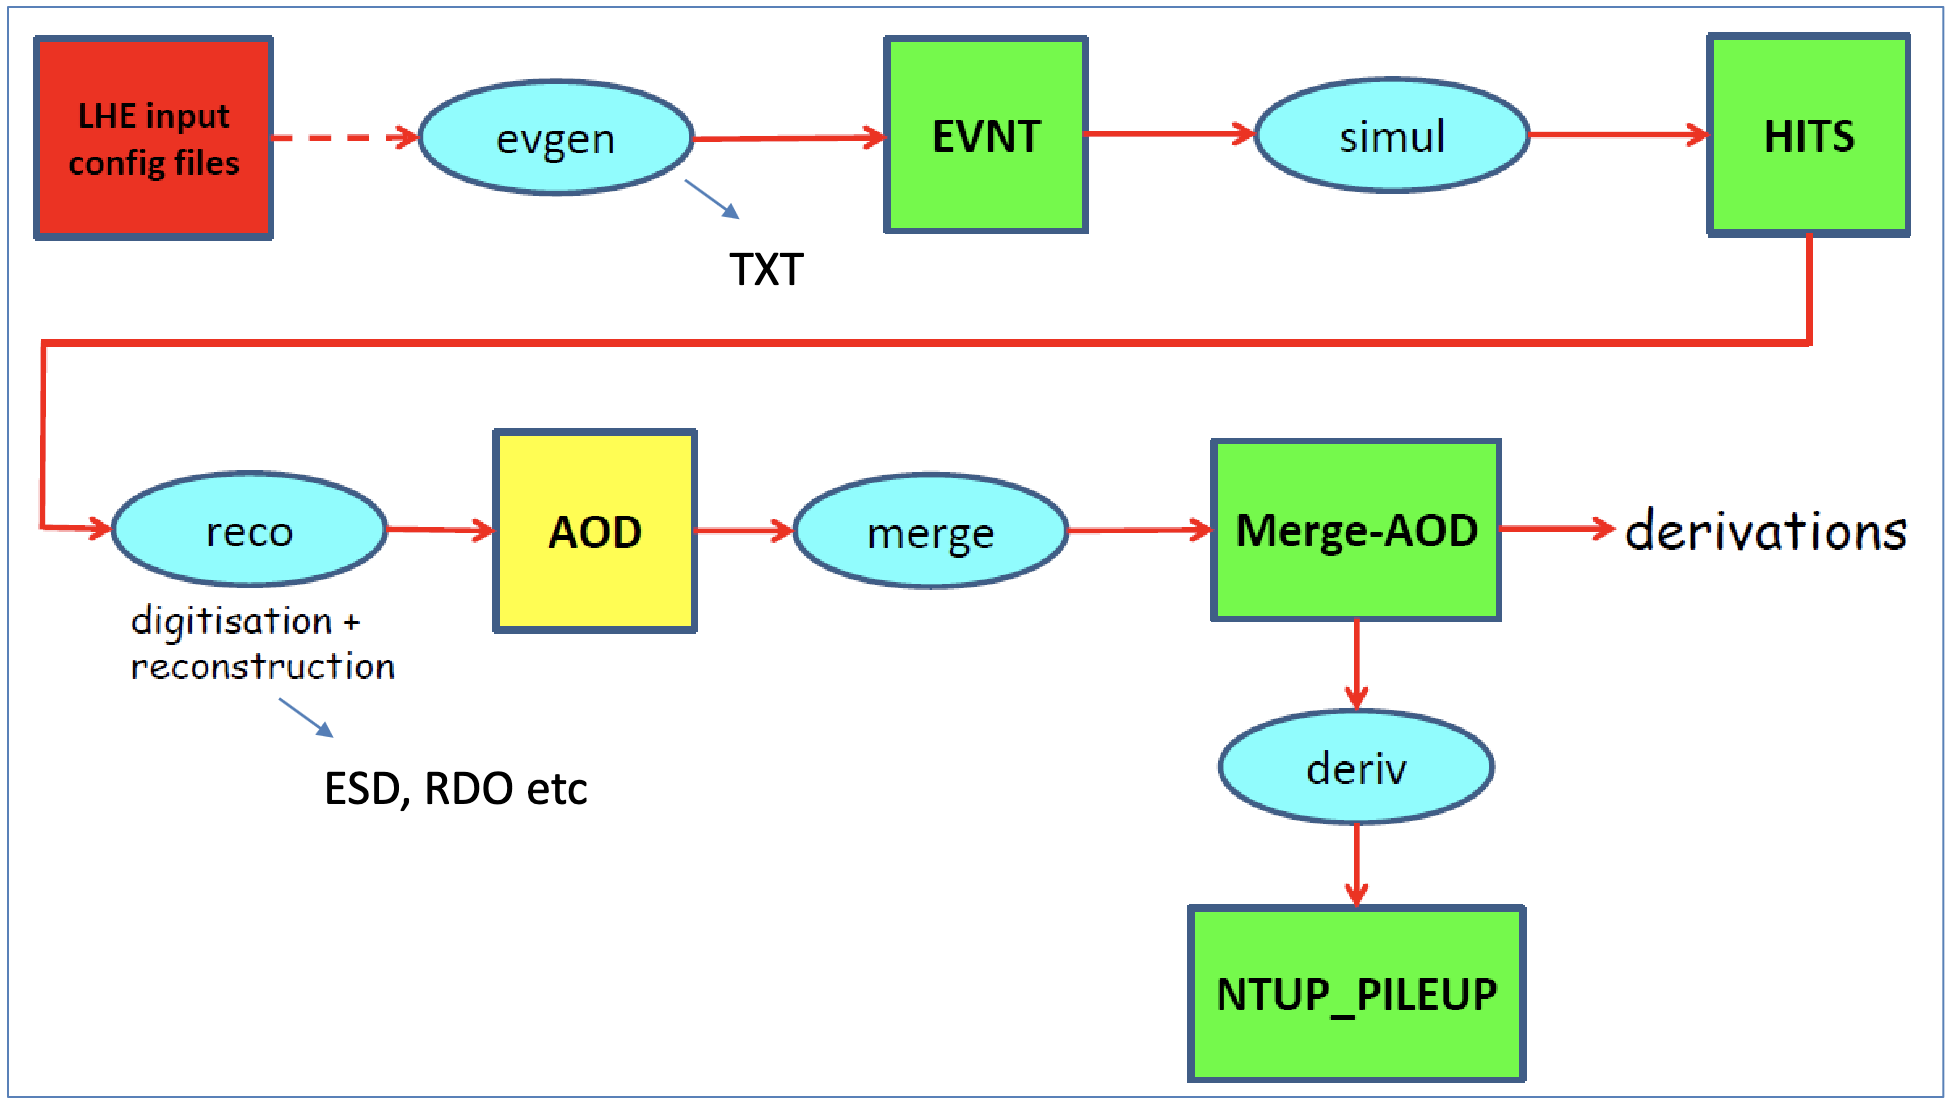 LHE input
config files
evgen
EVNT
simul
HITS
TXT
reco
AOD
merge
Merge-AOD
derivations
digitisation +
reconstruction
ESD, RDO etc
deriv
NTUP_PILEUP